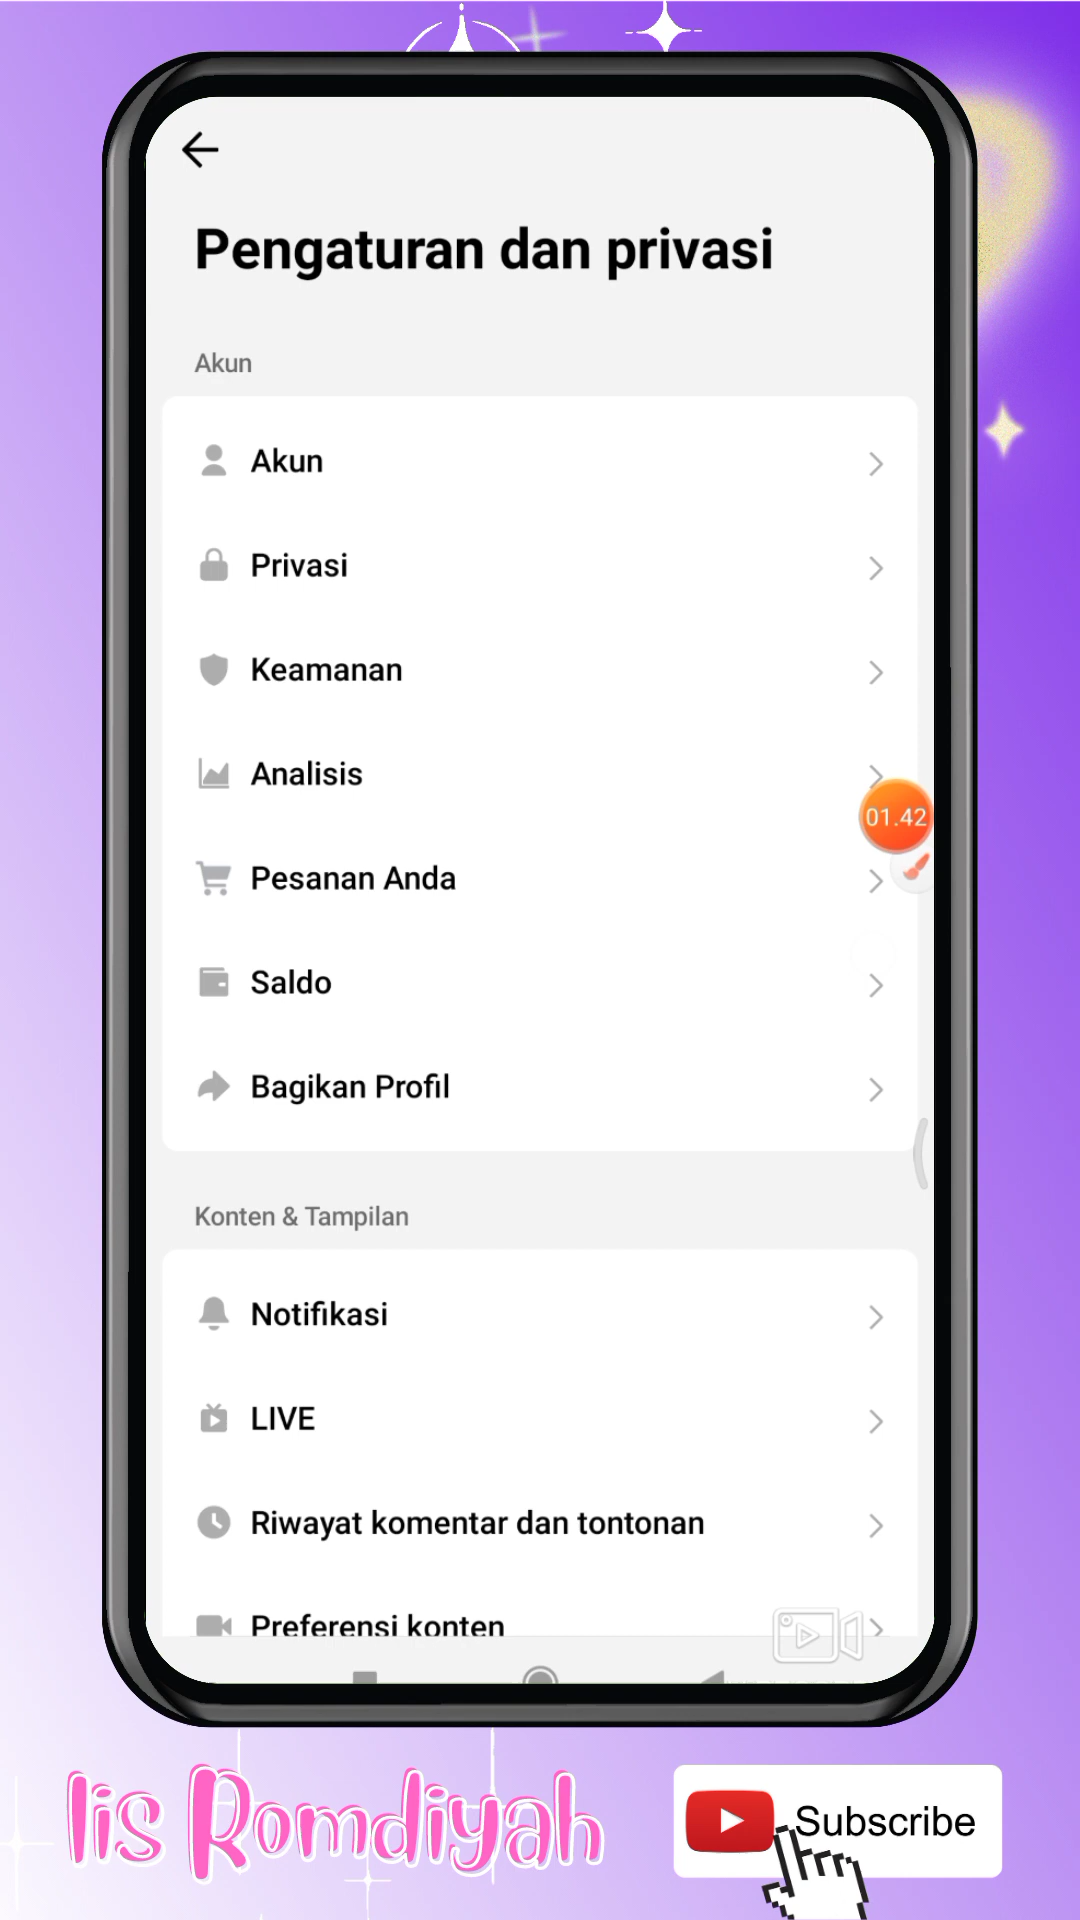 Pengaturan dan privasi
Akun
Akun
Privasi
Keamanan
Analisis
01.42
Pesanan Anda
Saldo
Bagikan Profil
Konten & Tampilan
Notifikasi
LIVE
Riwayat komentar dan tontonan
Preferensi konten
Iis Romdiyah
Subscribe